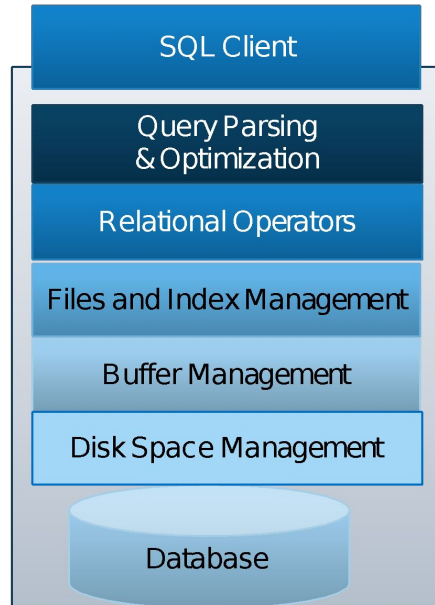 SQL Client
Query Parsing
& Optimization
Relational Operators
Files and Index Management
Buffer Management
Disk Space Management
Database